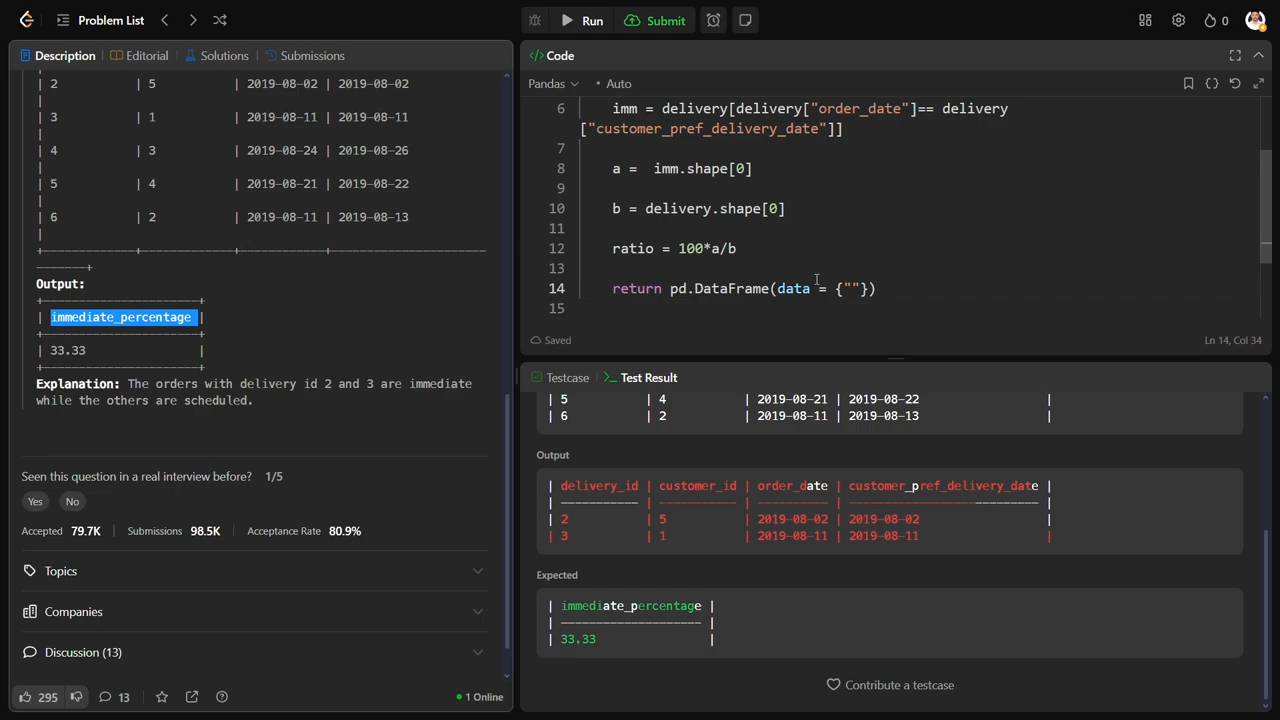 Problem List
Run
Submit
0
Description
Editorial
Solutions
Submissions
| 2 | 5 | 2019-08-02 | 2019-08-02
|
| 3 | 1 | 2019-08-11 | 2019-08-11
|
| 4 | 3 | 2019-08-24 | 2019-08-26
|
| 5 | 4 | 2019-08-21 | 2019-08-22
|
| 6 | 2 | 2019-08-11 | 2019-08-13
|
+-------------+-------------+------------+----------------------
-------+
Output:
+----------------------+
| immediate_percentage |
+----------------------+
| 33.33 |
+----------------------+
Explanation: The orders with delivery id 2 and 3 are immediate
while the others are scheduled.
Seen this question in a real interview before? 1/5
Yes
No
Accepted 79.7K
Submissions 98.5K
Acceptance Rate 80.9%
Topics
Companies
Discussion (13)
295
13
1 Online
</> Code
Pandas
• Auto
6 imm = delivery[delivery["order_date"]== delivery
["customer_pref_delivery_date"]]
7
8 a = imm.shape[0]
9
10 b = delivery.shape[0]
11
12 ratio = 100*a/b
13
14 return pd.DataFrame(data = {""})
15
Saved
Ln 14, Col 34
Testcase
>_ Test Result
| 5 | 4 | 2019-08-21 | 2019-08-22 |
| 6 | 2 | 2019-08-11 | 2019-08-13 |
Output
| delivery_id | customer_id | order_date | customer_pref_delivery_date |
| ----------- | ----------- | ---------- | --------------------------- |
| 2 | 5 | 2019-08-02 | 2019-08-02 |
| 3 | 1 | 2019-08-11 | 2019-08-11 |
Expected
| immediate_percentage |
| -------------------- |
| 33.33 |
Contribute a testcase